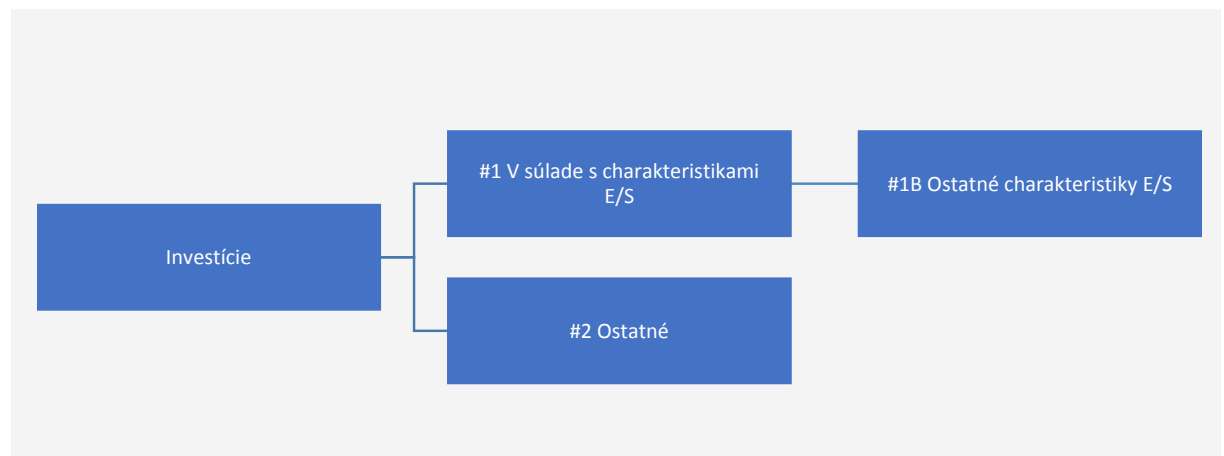 #1 V súlade s charakteristikami
E/S
#1B Ostatné charakteristiky E/S
Investície
#2 Ostatné